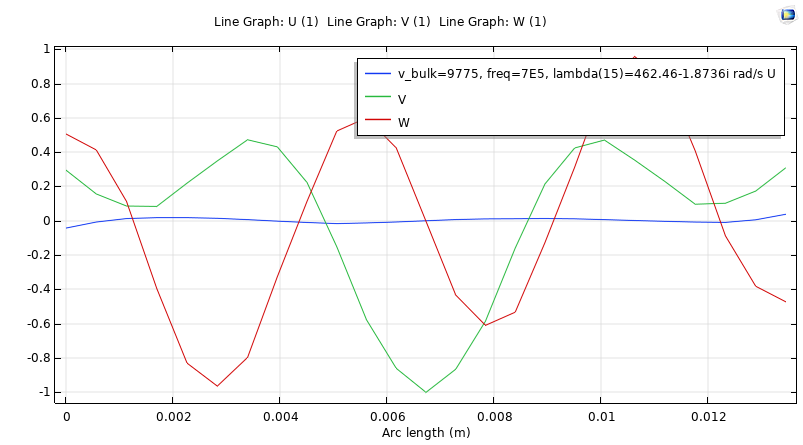 Line Graph: U (1) Line Graph: V (1) Line Graph: W (1)
v_bulk=9775, freq=7E5, lambda(15)=462.46-1.8736i rad/s U
V
W
1
0.8
0.6
0.4
0.2
0
-0.2
-0.4
-0.6
-0.8
-1
0 0.002 0.004 0.006 0.008 0.01 0.012
Arc length (m)